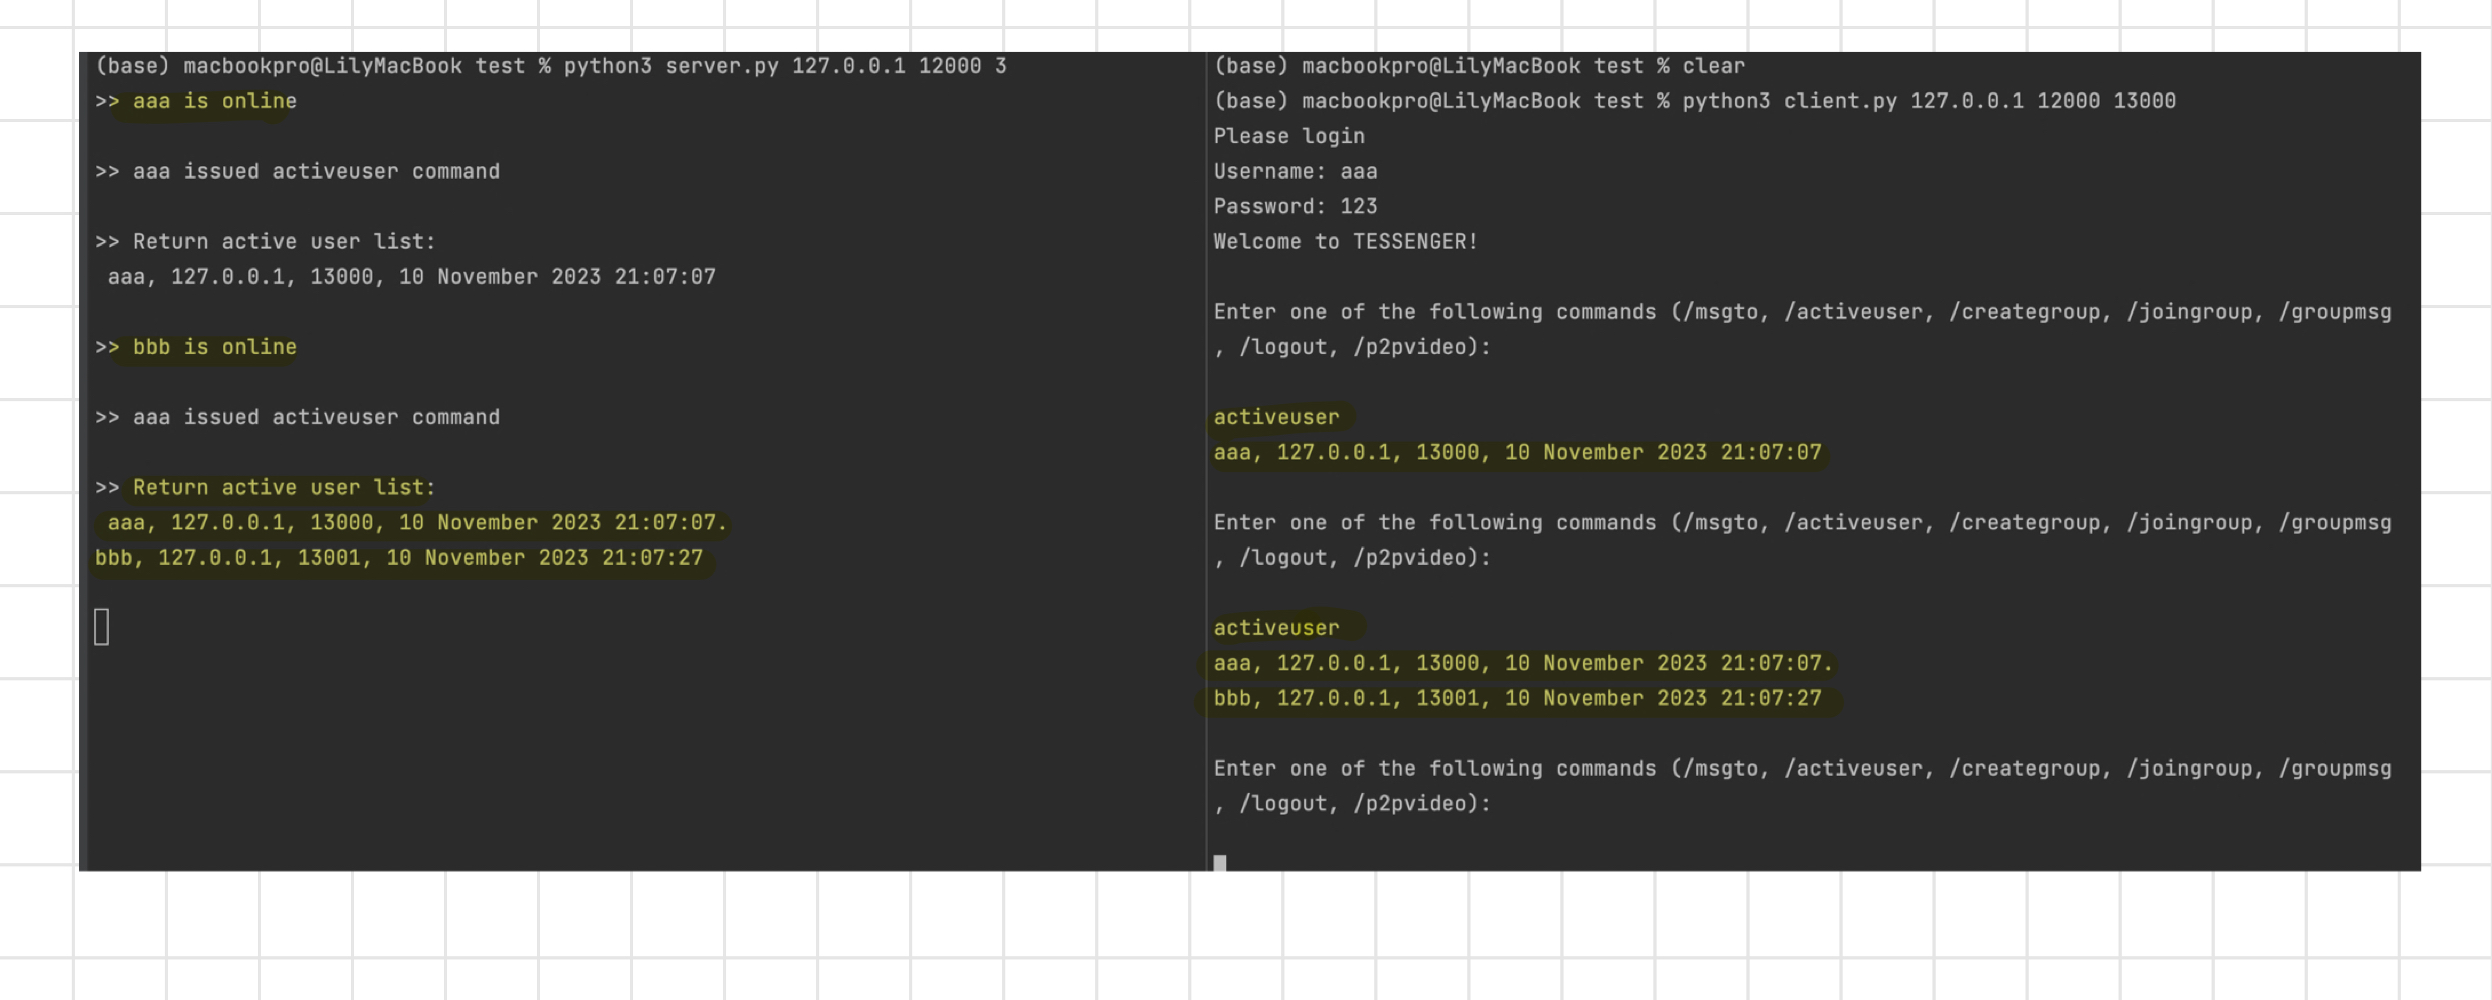 (base) macbookpro@LilyMacBook test % python3 server.py 127.0.0.1 12000 3
>> aaa is online
>> aaa issued activeuser command
>> Return active user list:
aaa, 127.0.0.1, 13000, 10 November 2023 21:07:07
>> bbb is online
>> aaa issued activeuser command
>> Return active user list:
aaa, 127.0.0.1, 13000, 10 November 2023 21:07:07.
bbb, 127.0.0.1, 13001, 10 November 2023 21:07:27
(base) macbookpro@LilyMacBook test % clear
(base) macbookpro@LilyMacBook test % python3 client.py 127.0.0.1 12000 13000
Please login
Username: aaa
Password: 123
Welcome to TESSENGER!
Enter one of the following commands (/msgto, /activeuser, /creategroup, /joingroup, /groupmsg
, /logout, /p2pvideo):
activeuser
aaa, 127.0.0.1, 13000, 10 November 2023 21:07:07
Enter one of the following commands (/msgto, /activeuser, /creategroup, /joingroup, /groupmsg
, /logout, /p2pvideo):
activeuser
aaa, 127.0.0.1, 13000, 10 November 2023 21:07:07.
bbb, 127.0.0.1, 13001, 10 November 2023 21:07:27
Enter one of the following commands (/msgto, /activeuser, /creategroup, /joingroup, /groupmsg
, /logout, /p2pvideo):